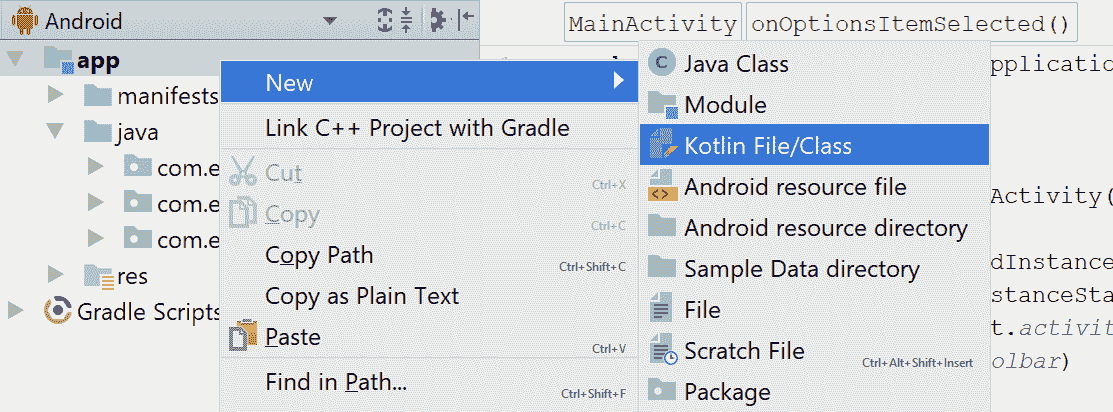 Android
app
manifests
java
com.e
com.e
com.e
res
Gradle Scripts
New
Link C++ Project with Gradle
Cut Ctrl+X
Copy Ctrl+C
Copy Path Ctrl+Shift+C
Copy as Plain Text
Paste Ctrl+V
Find in Path... Ctrl+Shift+F
Java Class
Module
Kotlin File/Class
Android resource file
Android resource directory
Sample Data directory
File
Scratch File Ctrl+Alt+Shift+Insert
Package
MainActivity onOptionsItemSelected()
pplicatio
Activity(
dInstance
stanceSta
t.activit
olbar)